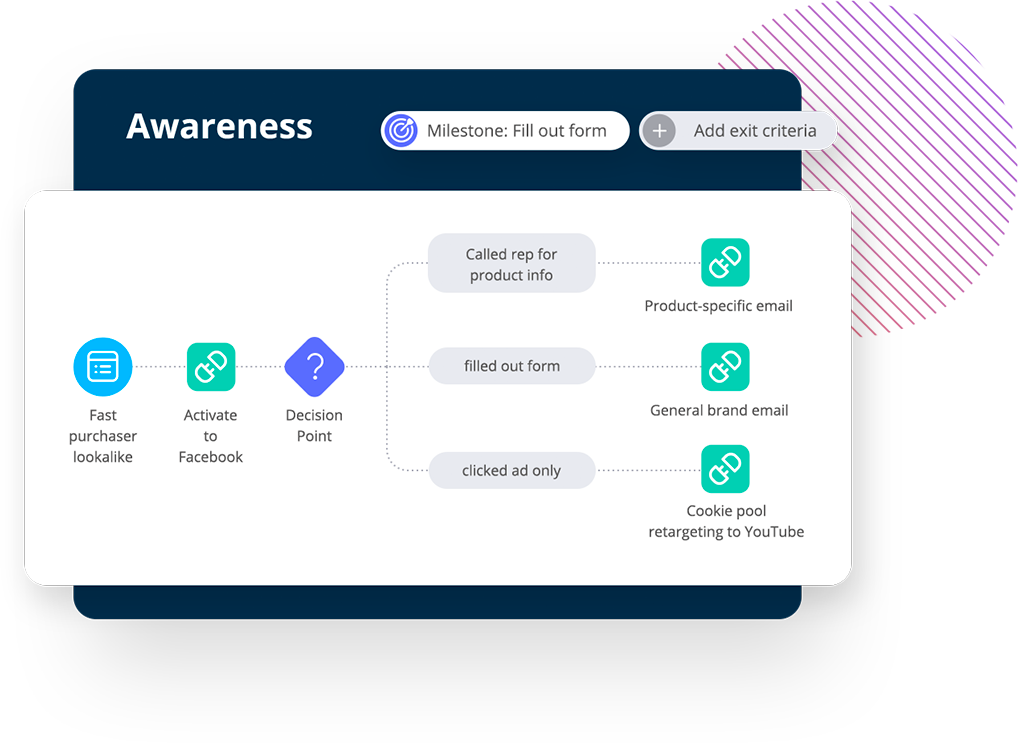 Awareness
Milestone: Fill out form
Add exit criteria
Fast
purchaser
lookalike
Activate
to
Facebook
?
Decision
Point
Called rep for
product info
Product-specific email
filled out form
General brand email
clicked ad only
Cookie pool
retargeting to YouTube